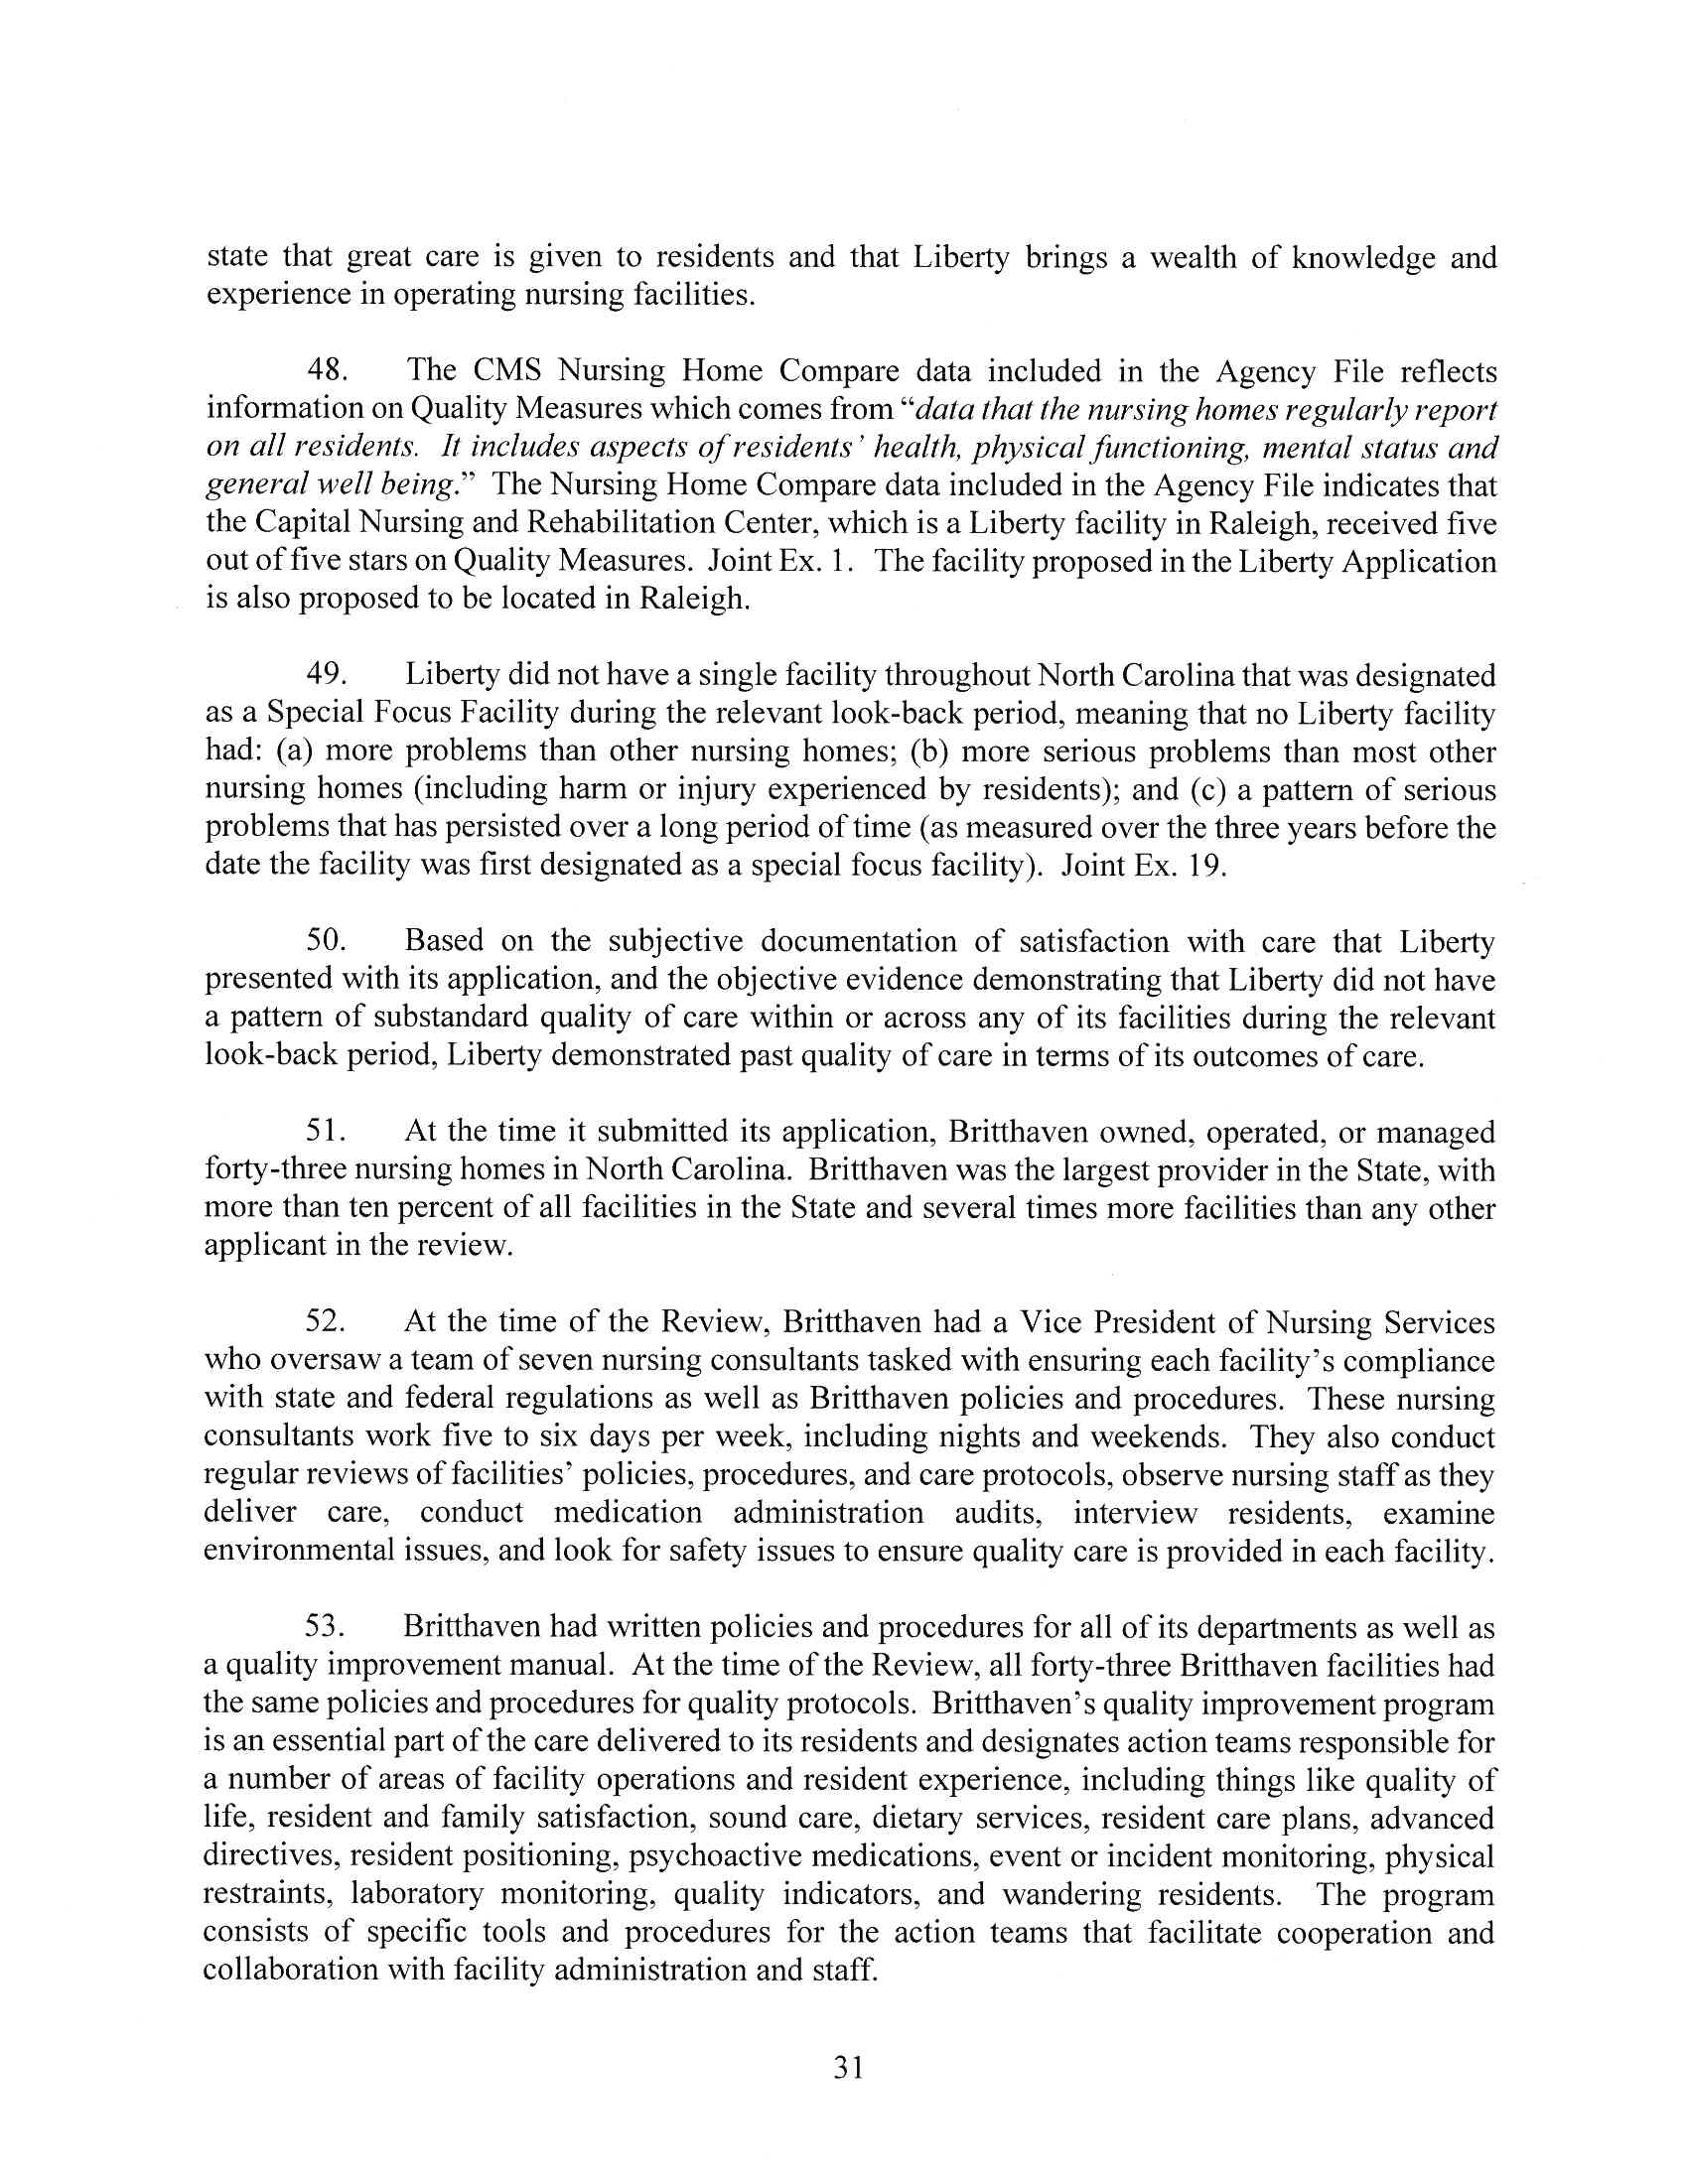 state that great care is given to residents and that Liberty brings a wealth of knowledge and
experience in operating nursing facilities.
48. The CMS Nursing Home Compare data included in the Agency File reflects
information on Quality Measures which comes from “data that the nursing homes regularly report
on all residents. It includes aspects of residents’ health, physical functioning, mental status and
general well being.” The Nursing Home Compare data included in the Agency File indicates that
the Capital Nursing and Rehabilitation Center, which is a Liberty facility in Raleigh, received five
out of five stars on Quality Measures. Joint Ex. 1. The facility proposed in the Liberty Application
is also proposed to be located in Raleigh.
49. Liberty did not have a single facility throughout North Carolina that was designated
as a Special Focus Facility during the relevant look-back period, meaning that no Liberty facility
had: (a) more problems than other nursing homes; (b) more serious problems than most other
nursing homes (including harm or injury experienced by residents); and (c) a pattern of serious
problems that has persisted over a long period of time (as measured over the three years before the
date the facility was first designated as a special focus facility). Joint Ex. 19.
50. Based on the subjective documentation of satisfaction with care that Liberty
presented with its application, and the objective evidence demonstrating that Liberty did not have
a pattern of substandard quality of care within or across any of its facilities during the relevant
look-back period, Liberty demonstrated past quality of care in terms of its outcomes of care.
51. At the time it submitted its application, Britthaven owned, operated, or managed
forty-three nursing homes in North Carolina. Britthaven was the largest provider in the State, with
more than ten percent of all facilities in the State and several times more facilities than any other
applicant in the review.
52. At the time of the Review, Britthaven had a Vice President of Nursing Services
who oversaw a team of seven nursing consultants tasked with ensuring each facility’s compliance
with state and federal regulations as well as Britthaven policies and procedures. These nursing
consultants work five to six days per week, including nights and weekends. They also conduct
regular reviews of facilities’ policies, procedures, and care protocols, observe nursing staff as they
deliver care, conduct medication administration audits, interview residents, examine
environmental issues, and look for safety issues to ensure quality care is provided in each facility.
53. Britthaven had written policies and procedures for all of its departments as well as
a quality improvement manual. At the time of the Review, all forty-three Britthaven facilities had
the same policies and procedures for quality protocols. Britthaven’s quality improvement program
is an essential part of the care delivered to its residents and designates action teams responsible for
a number of areas of facility operations and resident experience, including things like quality of
life, resident and family satisfaction, sound care, dietary services, resident care plans, advanced
directives, resident positioning, psychoactive medications, event or incident monitoring, physical
restraints, laboratory monitoring, quality indicators, and wandering residents. The program
consists of specific tools and procedures for the action teams that facilitate cooperation and
collaboration with facility administration and staff.
31